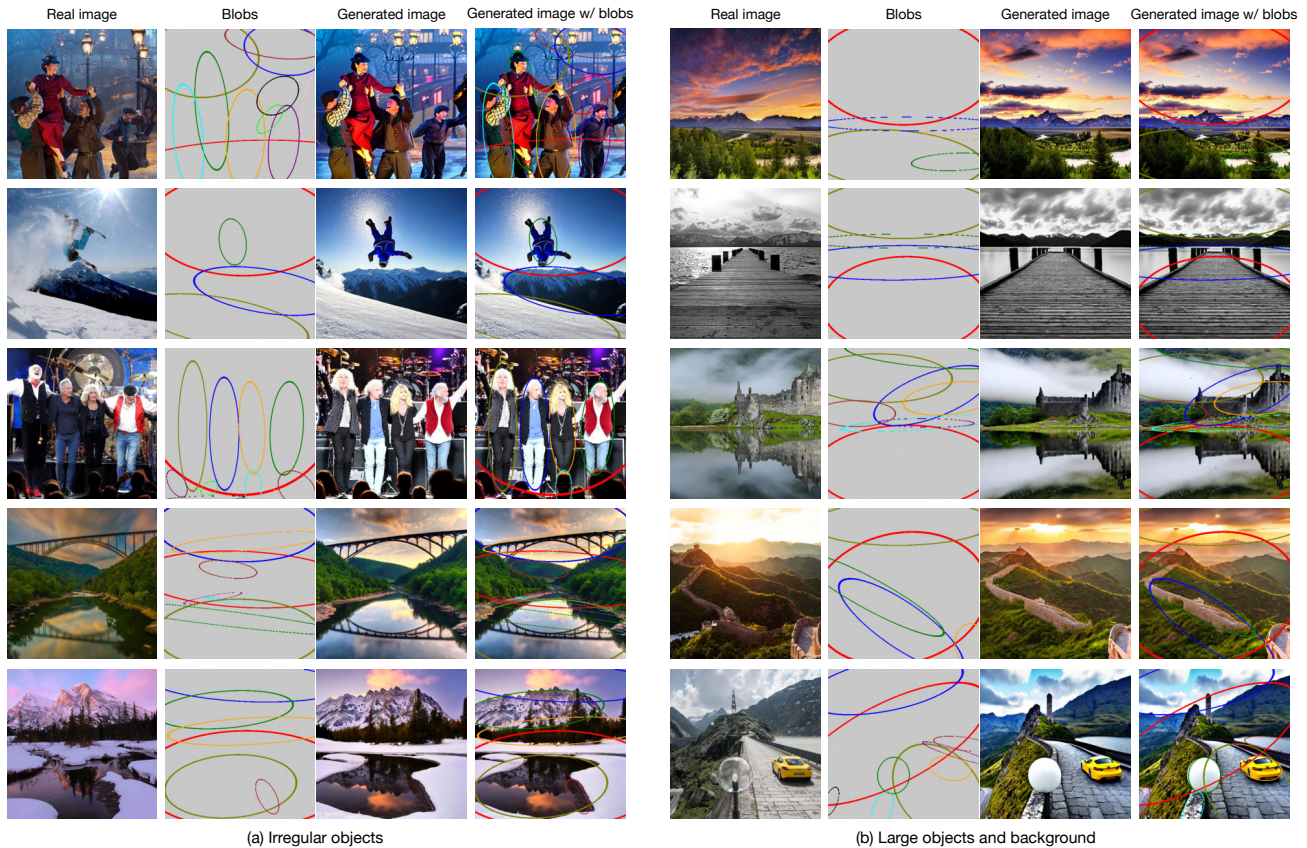 Real image Blobs Generated image Generated image w/ blobs
Real image Blobs Generated image Generated image w/ blobs
(a) Irregular objects
(b) Large objects and background